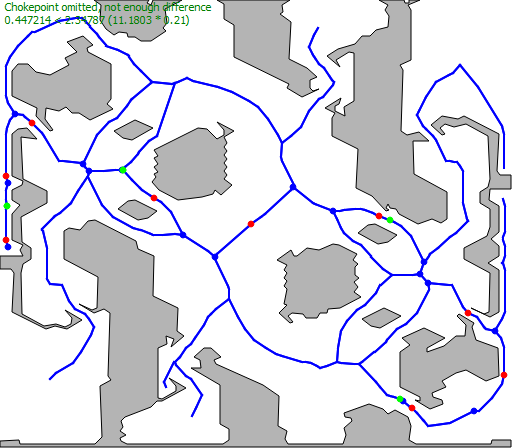 Chokepoint omitted, not enough difference
0.447214 < 2.34787 (11.1803 * 0.21)